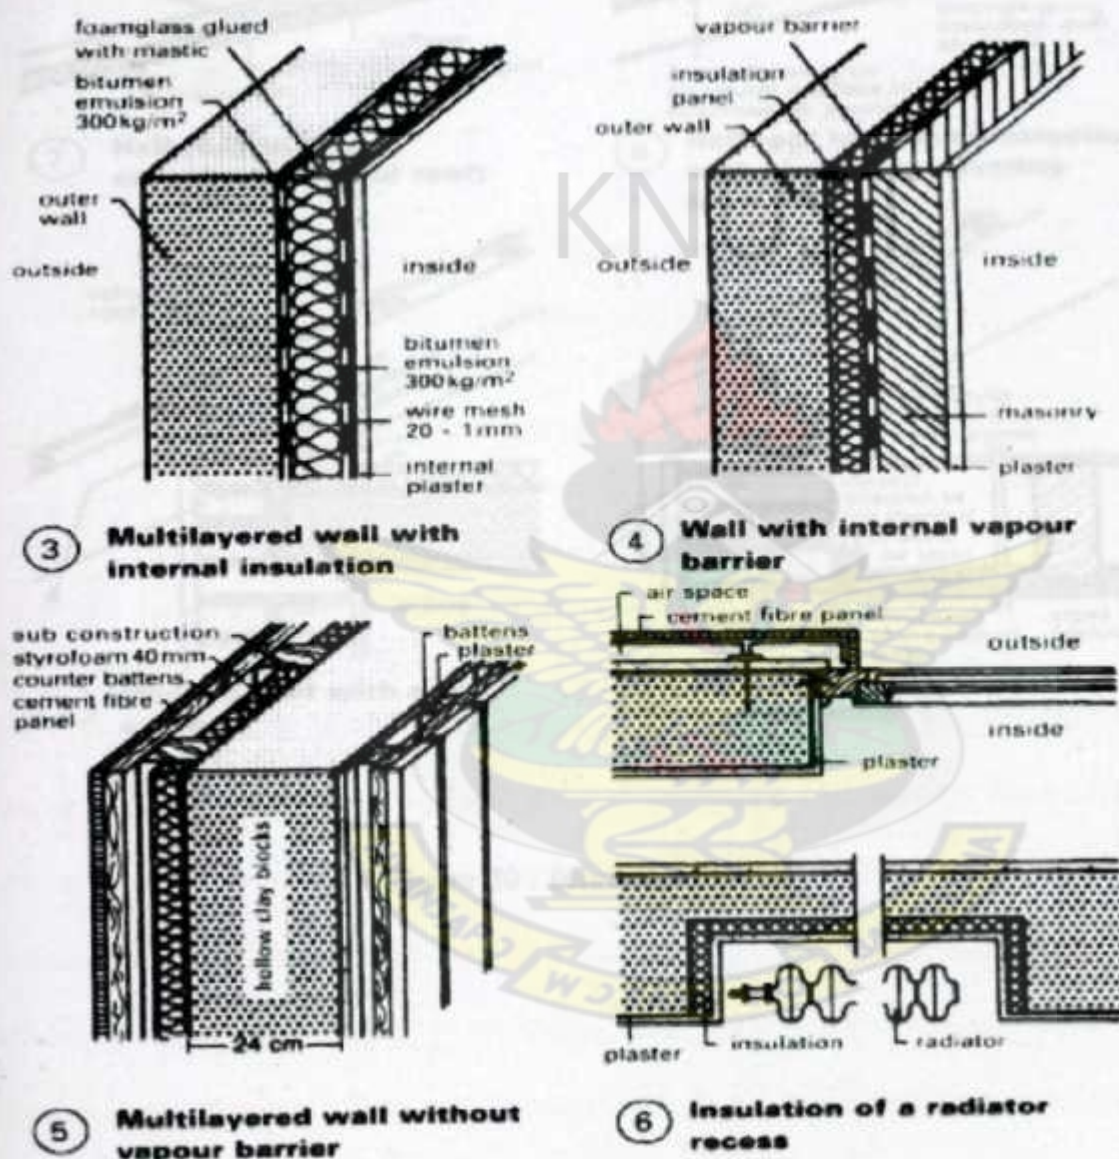 foamglass glued
with mastic
bitumen
emulsion
300kg/m²
outer
wall
outside
inside
bitumen
emulsion
300kg/m²
wire mesh
20 - 1mm
internal
plaster
3 Multilayered wall with
internal insulation
vapour barrier
insulation
panel
outer wall
KN
outside
inside
masonry
plaster
4 Wall with internal vapour
barrier
sub construction
styrofoam 40mm
counter battens
cement fibre
panel
battens
plaster
hollow clay blocks
24 cm
5 Multilayered wall without
vapour barrier
air space
cement fibre panel
outside
inside
plaster
plaster
insulation
radiator
6 Insulation of a radiator
recess